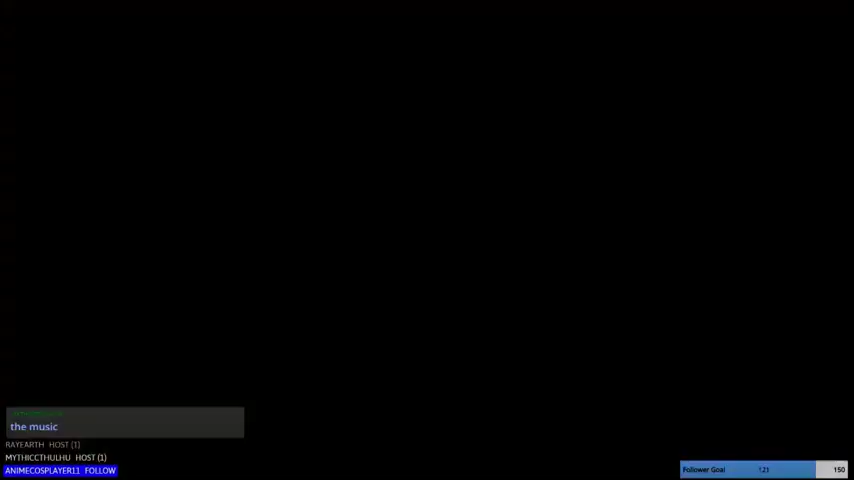 the music
RAYEARTH HOST (1)
MYTHICCTHULHU HOST (1)
ANIMECOSPLAYER11 FOLLOW
Follower Goal 121 150